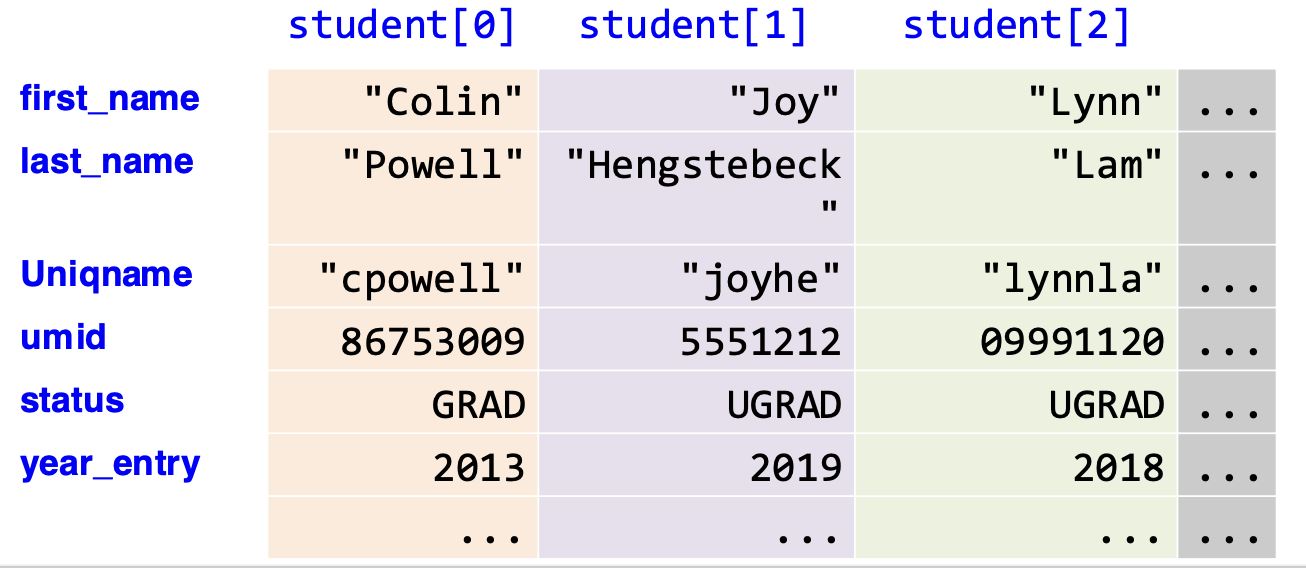 student[0] student[1] student[2]
first_name "Colin" "Joy" "Lynn" ...
last_name "Powell" "Hengstebeck "Lam" ...
"
Uniqname "cpowell" "joyhe" "lynnla" ...
umid 86753009 5551212 09991120 ...
status GRAD UGRAD UGRAD ...
year_entry 2013 2019 2018 ...
... ... ... ...